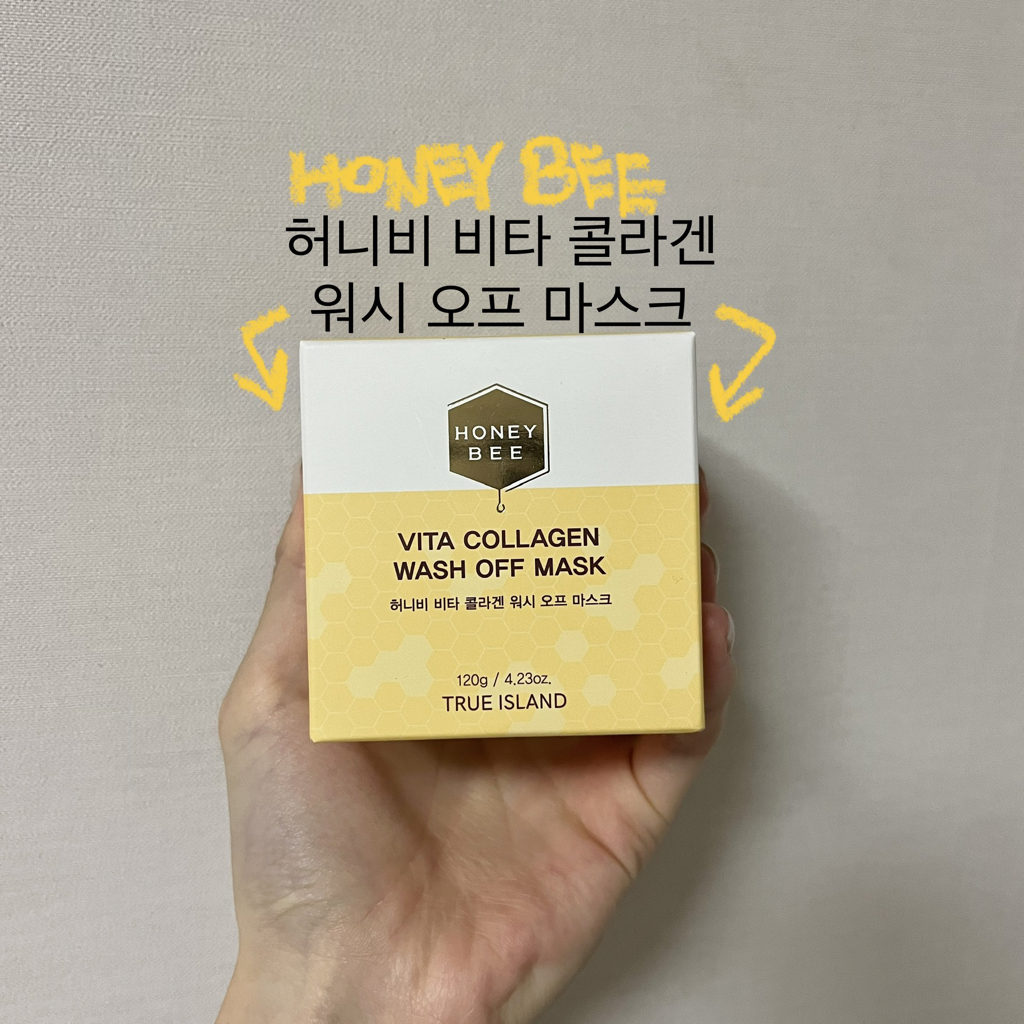 HONEY BEE
허니비 비타 콜라겐
워시 오프 마스크
HONEY
BEE
VITA COLLAGEN
WASH OFF MASK
허니비 비타 콜라겐 워시 오프 마스크
120g / 4.23oz.
TRUE ISLAND